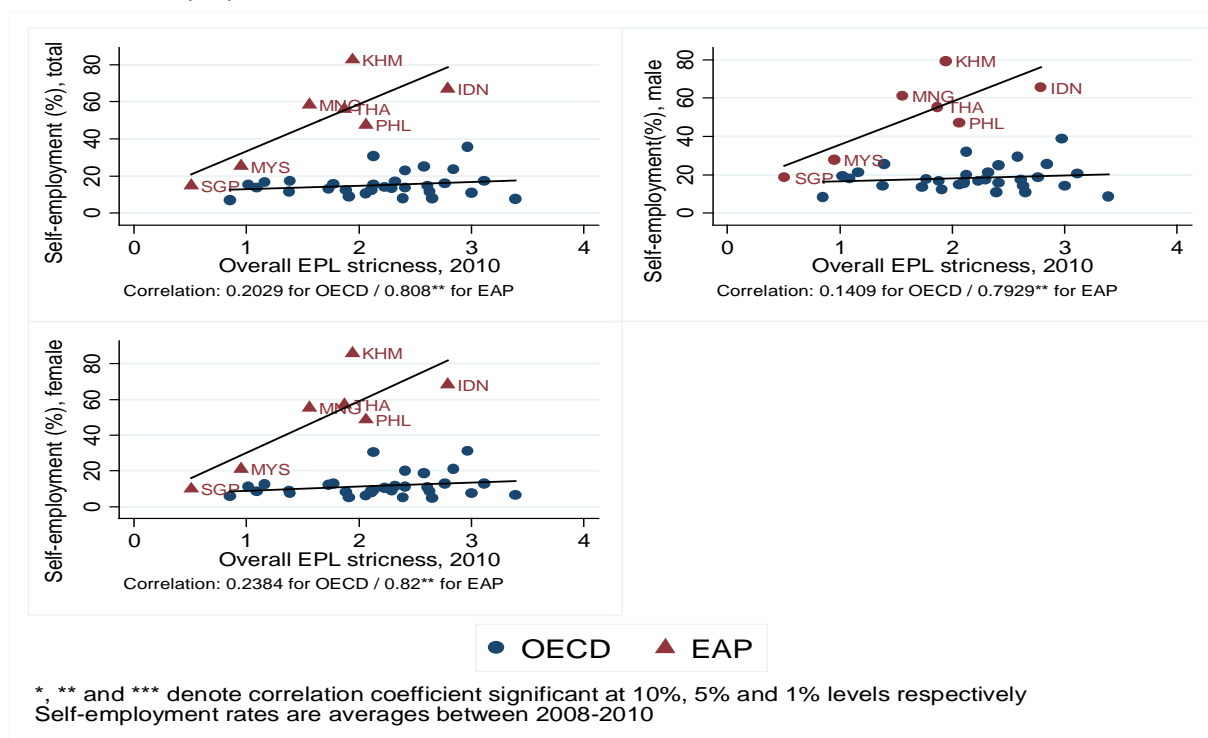 Self-employment (%), total
80
60
40
20
0
KHM
IDN
MNG
THA
PHL
MYS
SGP
0 1 2 3 4
Overall EPL stricness, 2010
Correlation: 0.2029 for OECD / 0.808** for EAP
Self-employment(%), male
80
60
40
20
0
KHM
IDN
MNG
THA
PHL
MYS
SGP
0 1 2 3 4
Overall EPL stricness, 2010
Correlation: 0.1409 for OECD / 0.7929** for EAP
Self-employment (%), female
80
60
40
20
0
KHM
IDN
MNG
THA
PHL
MYS
SGP
0 1 2 3 4
Overall EPL stricness, 2010
Correlation: 0.2384 for OECD / 0.82** for EAP
OECD EAP
*, ** and *** denote correlation coefficient significant at 10%, 5% and 1% levels respectively
Self-employment rates are averages between 2008-2010